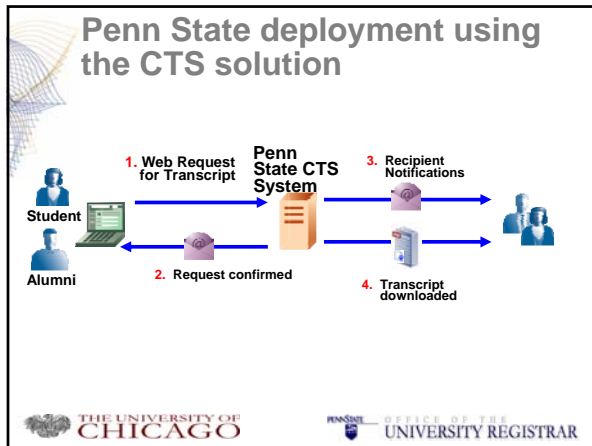 Penn State deployment using
the CTS solution
1. Web Request
for Transcript
Penn
State CTS
System
3. Recipient
Notifications
Student
Alumni
2. Request confirmed
4. Transcript
downloaded
THE UNIVERSITY OF
CHICAGO
PENNSTATE
OFFICE OF THE
UNIVERSITY REGISTRAR